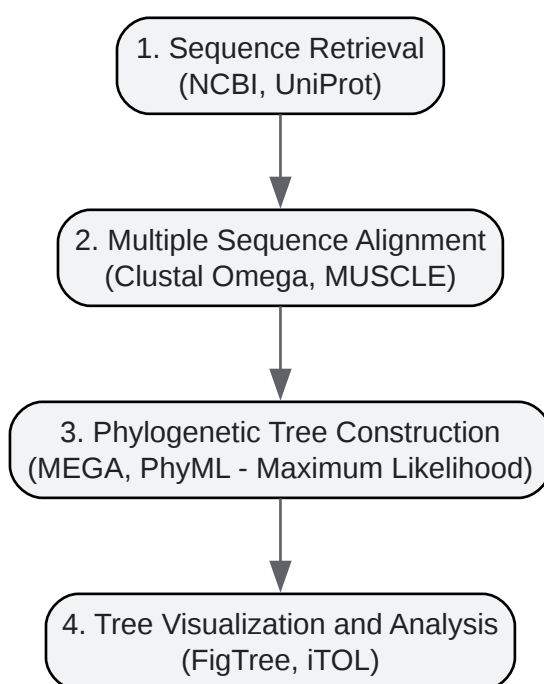 1. Sequence Retrieval
(NCBI, UniProt)
2. Multiple Sequence Alignment
(Clustal Omega, MUSCLE)
3. Phylogenetic Tree Construction
(MEGA, PhyML - Maximum Likelihood)
4. Tree Visualization and Analysis
(FigTree, iTOL)